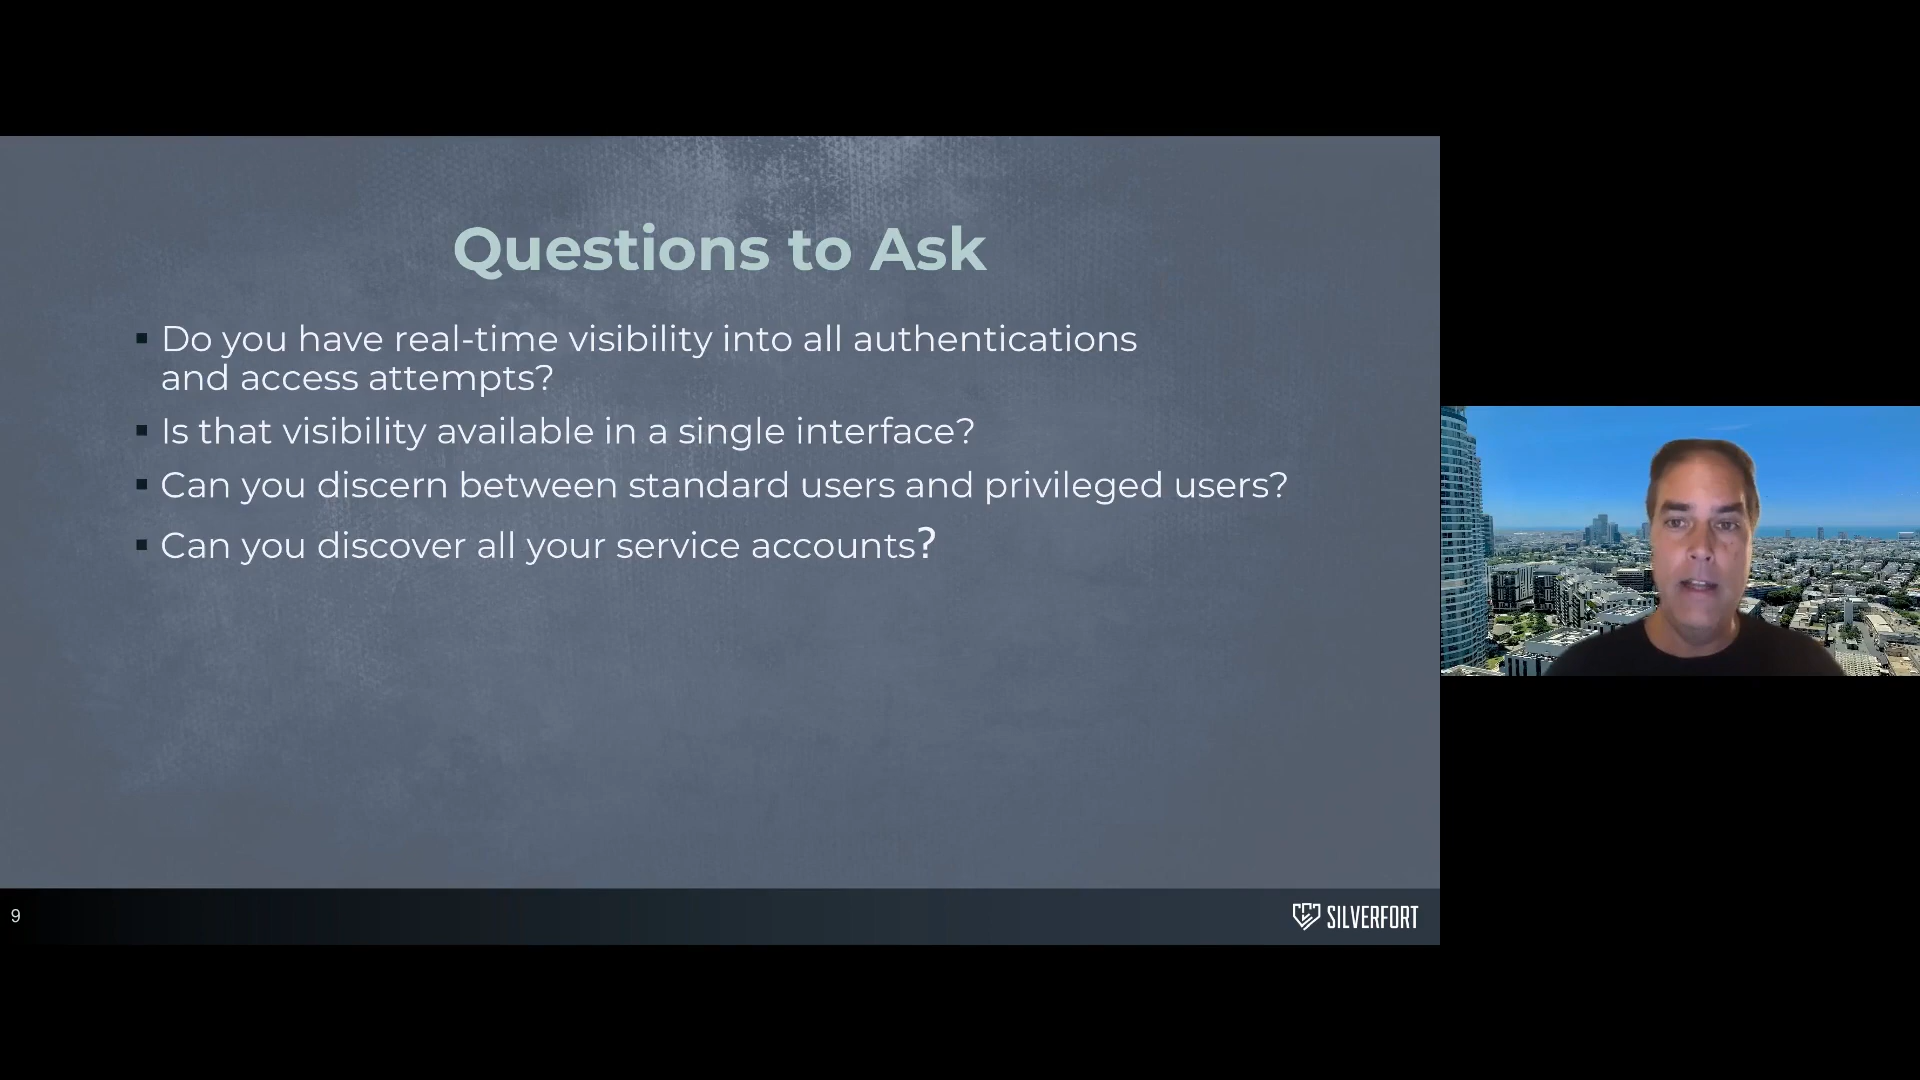 Questions to Ask
▪ Do you have real-time visibility into all authentications
and access attempts?
▪ Is that visibility available in a single interface?
▪ Can you discern between standard users and privileged users?
▪ Can you discover all your service accounts?
9
SILVERFORT